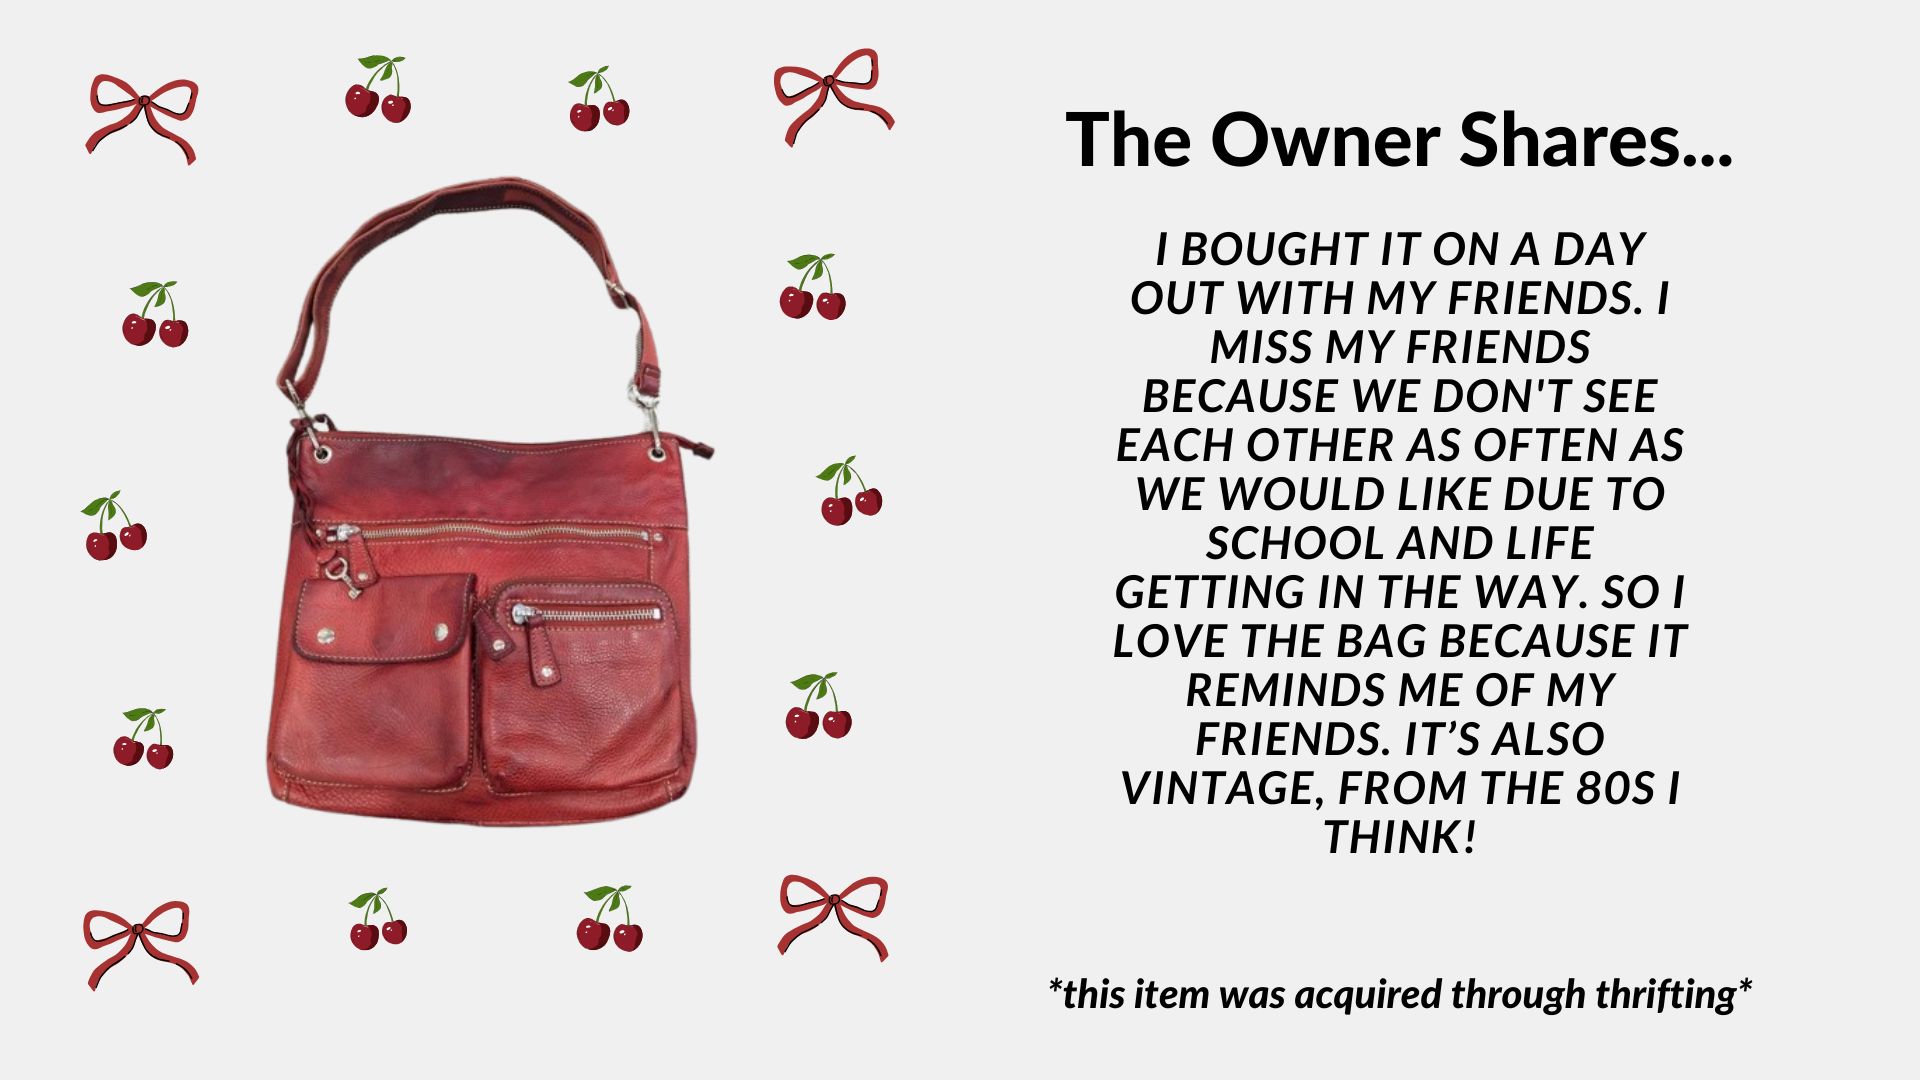 The Owner Shares...
I BOUGHT IT ON A DAY
OUT WITH MY FRIENDS. I
MISS MY FRIENDS
BECAUSE WE DON'T SEE
EACH OTHER AS OFTEN AS
WE WOULD LIKE DUE TO
SCHOOL AND LIFE
GETTING IN THE WAY. SO I
LOVE THE BAG BECAUSE IT
REMINDS ME OF MY
FRIENDS. IT’S ALSO
VINTAGE, FROM THE 80S I
THINK!
*this item was acquired through thrifting*